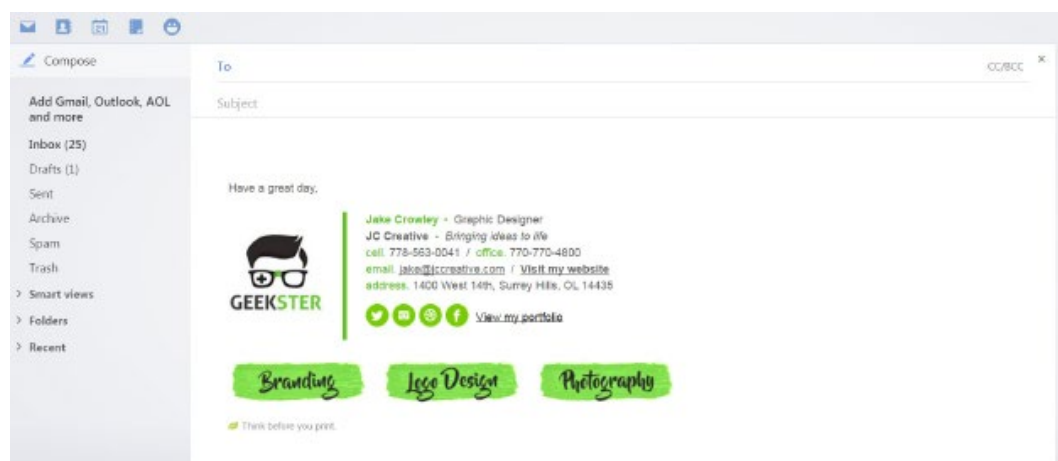 21
Compose
To
CC/BCC
×
Subject
Add Gmail, Outlook, AOL
and more
Inbox (25)
Drafts (1)
Sent
Archive
Spam
Trash
Smart views
Folders
Recent
Have a great day,
GEEKSTER
Jake Crowley - Graphic Designer
JC Creative - Bringing ideas to life
cell. 778-563-0041 / office. 770-770-4800
email. jake@jccreative.com / Visit my website
address. 1400 West 14th, Surrey Hills, OL 14435
View my portfolio
Branding
Logo Design
Photography
Think before you print.